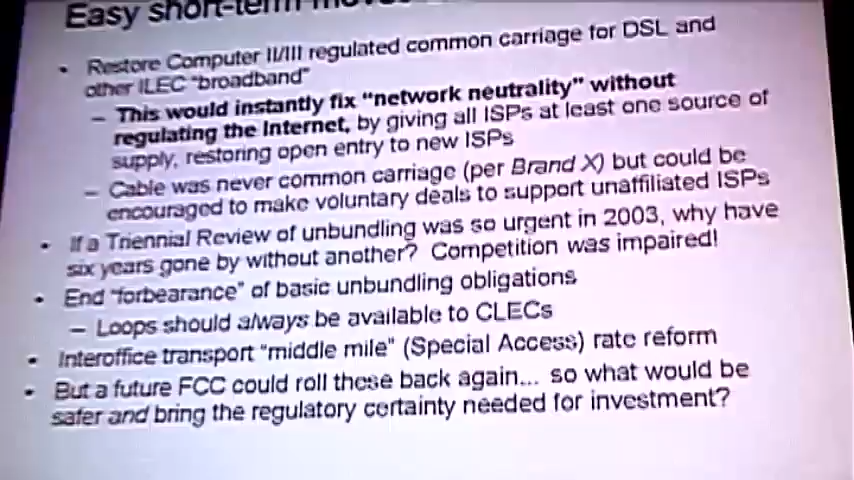 Easy short-term
• Restore Computer II/III regulated common carriage for DSL and
other ILEC "broadband"
– This would instantly fix "network neutrality" without
regulating the Internet, by giving all ISPs at least one source of
supply, restoring open entry to new ISPs
– Cable was never common carriage (per Brand X) but could be
encouraged to make voluntary deals to support unaffiliated ISPs
• If a Triennial Review of unbundling was so urgent in 2003, why have
six years gone by without another? Competition was impaired!
• End "forbearance" of basic unbundling obligations
– Loops should always be available to CLECs
• Interoffice transport "middle mile" (Special Access) rate reform
• But a future FCC could roll these back again... so what would be
safer and bring the regulatory certainty needed for investment?